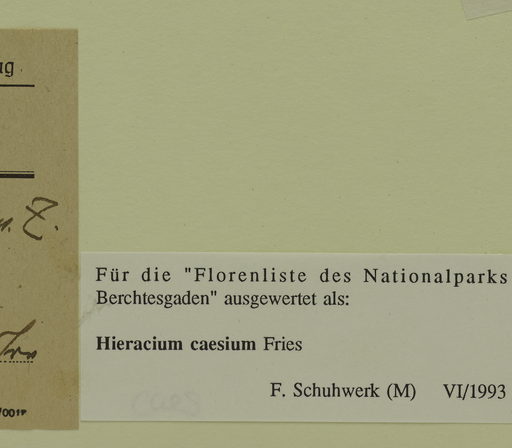 Für die "Florenliste des Nationalparks
Berchtesgaden" ausgewertet als:
Hieracium caesium Fries
F. Schuhwerk (M) VI/1993